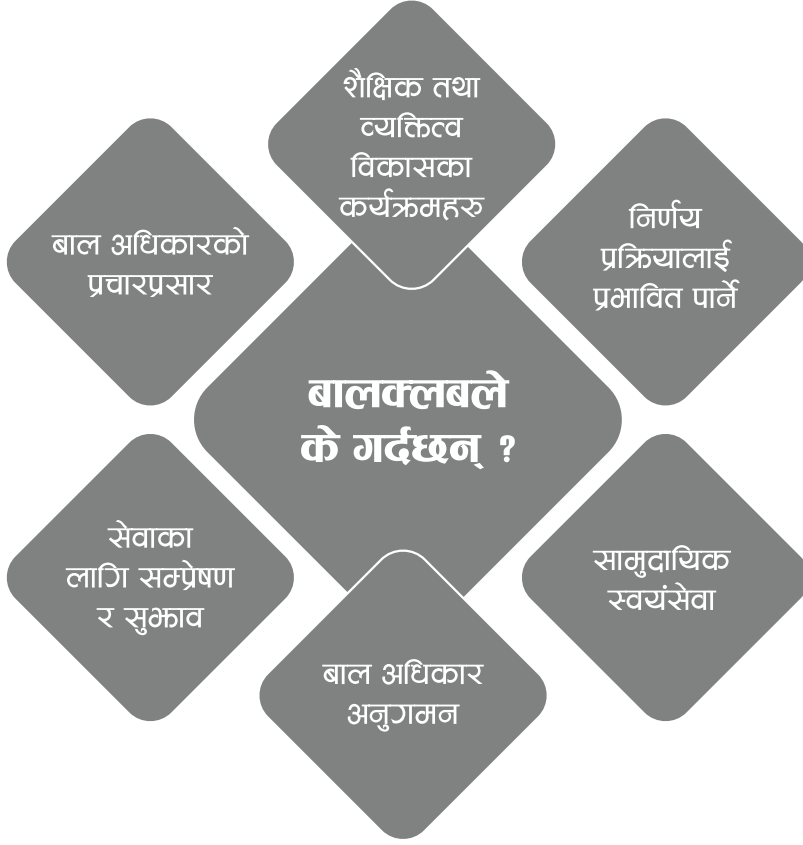 शैक्षिक तथा
व्यक्तित्व
विकासका
कर्यक्रमहरु
बाल अधिकारको
प्रचारप्रसार
निर्णय
प्रक्रियालाई
प्रभावित पार्ने
बालक्लबले
के गर्दछन् ?
सेवाका
लागि सम्प्रेषण
र सुझाव
सामुदायिक
स्वयंसेवा
बाल अधिकार
अनुगमन